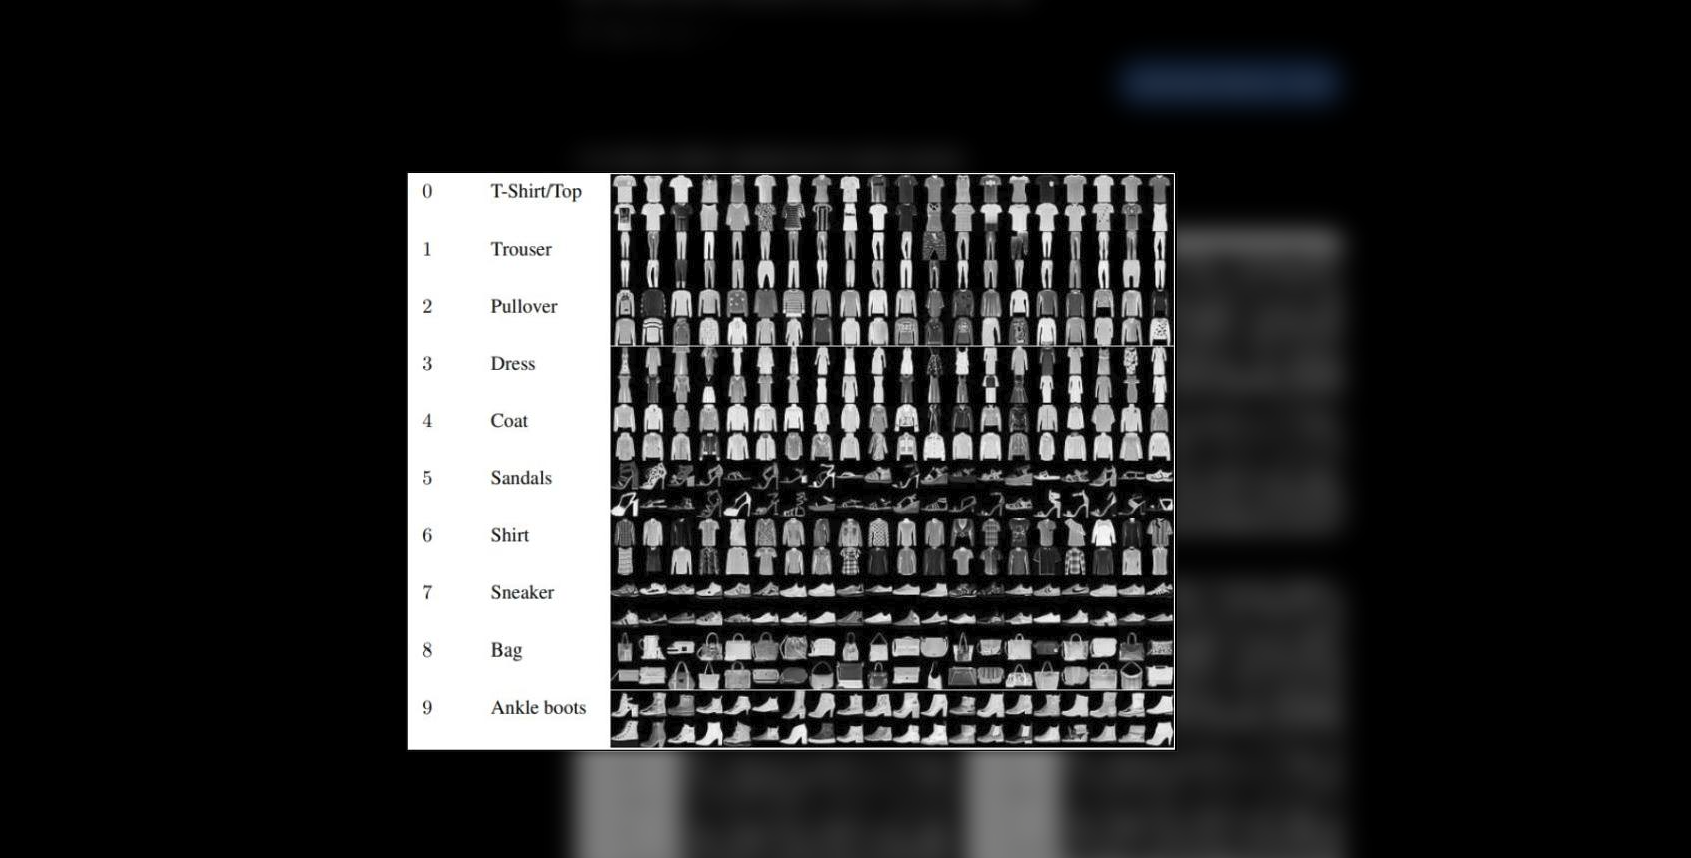 0 T-Shirt/Top
1 Trouser
2 Pullover
3 Dress
4 Coat
5 Sandals
6 Shirt
7 Sneaker
8 Bag
9 Ankle boots